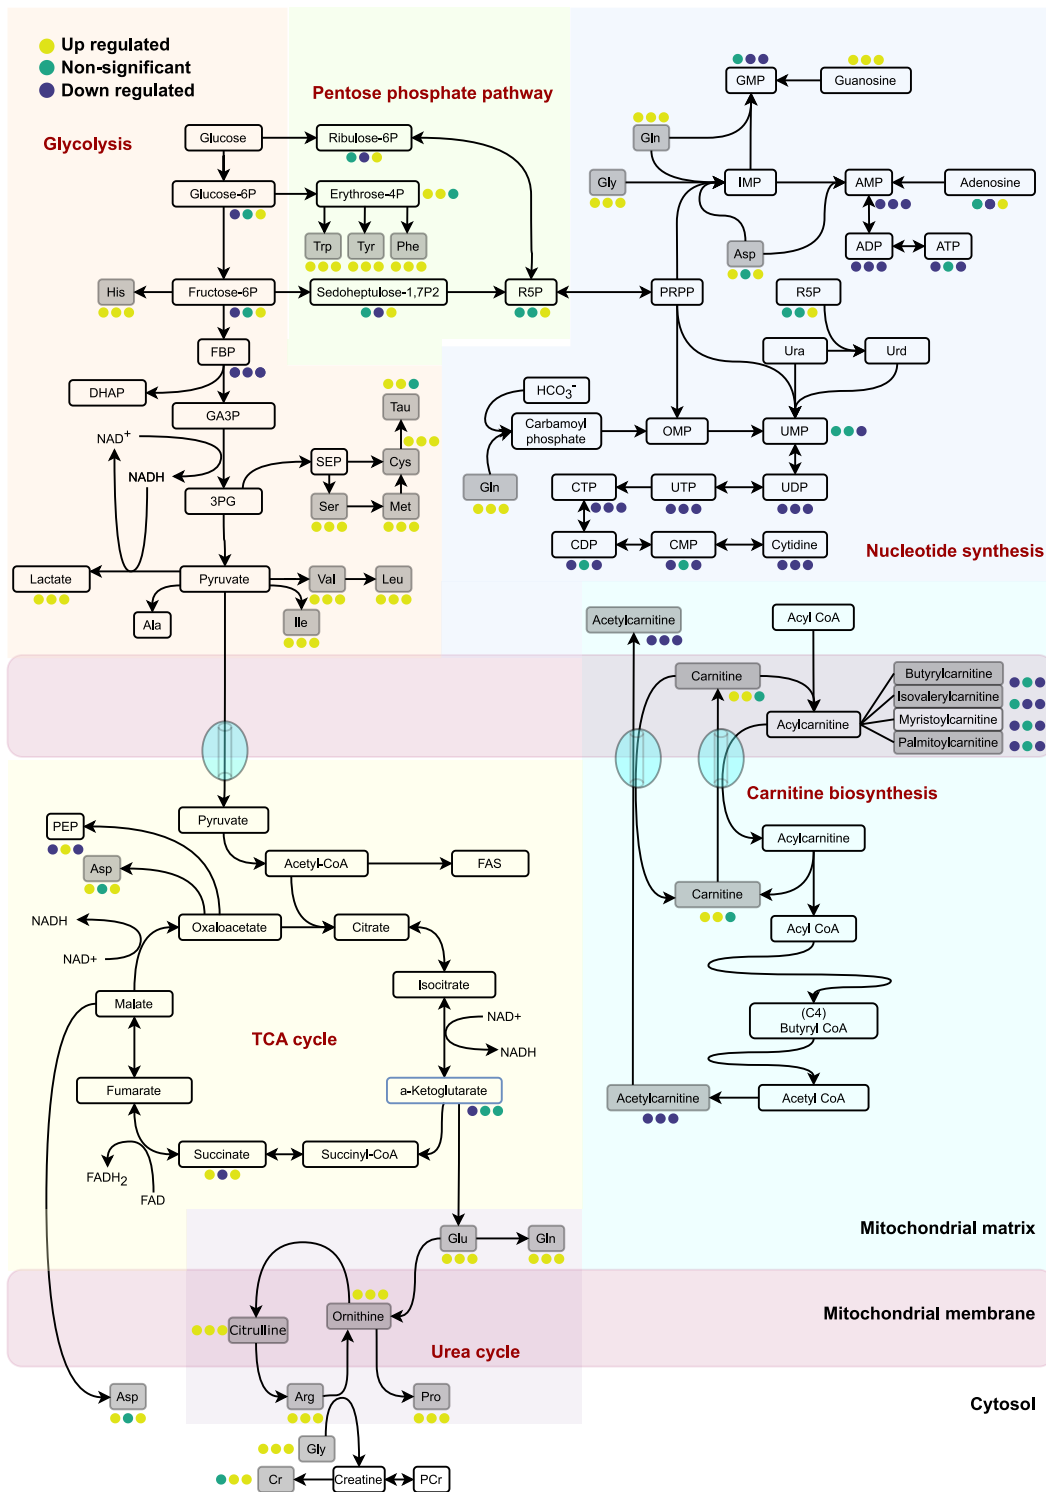 Up regulated
Non-significant
Down regulated
Glycolysis
Pentose phosphate pathway
Glucose
Ribulose-6P
Glucose-6P
Erythrose-4P
Trp
Tyr
Phe
His
Fructose-6P
Sedoheptulose-1,7P2
R5P
PRPP
GMP
Guanosine
Gln
Gly
IMP
AMP
Adenosine
Asp
ADP
ATP
R5P
Ura
Urd
FBP
DHAP
GA3P
Tau
NAD+
NADH
SEP
Cys
3PG
Ser
Met
HCO3-
Carbamoyl
phosphate
OMP
UMP
Gln
CTP
UTP
UDP
CDP
CMP
Cytidine
Nucleotide synthesis
Lactate
Pyruvate
Val
Leu
Ala
Ile
Acetylcarnitine
Acyl CoA
Carnitine
Butyrylcarnitine
Isovalerylcarnitine
Acylcarnitine
Myristoylcarnitine
Palmitoylcarnitine
Carnitine biosynthesis
Pyruvate
PEP
Asp
Acetyl-CoA
FAS
Acylcarnitine
Carnitine
NADH
NAD+
Oxaloacetate
Citrate
Acyl CoA
Isocitrate
Malate
NAD+
NADH
TCA cycle
(C4)
Butyryl CoA
Fumarate
a-Ketoglutarate
Acetylcarnitine
Acetyl CoA
Succinate
Succinyl-CoA
FADH2
FAD
Glu
Gln
Mitochondrial matrix
Ornithine
Citrulline
Urea cycle
Mitochondrial membrane
Asp
Arg
Pro
Cytosol
Gly
Cr
Creatine
PCr